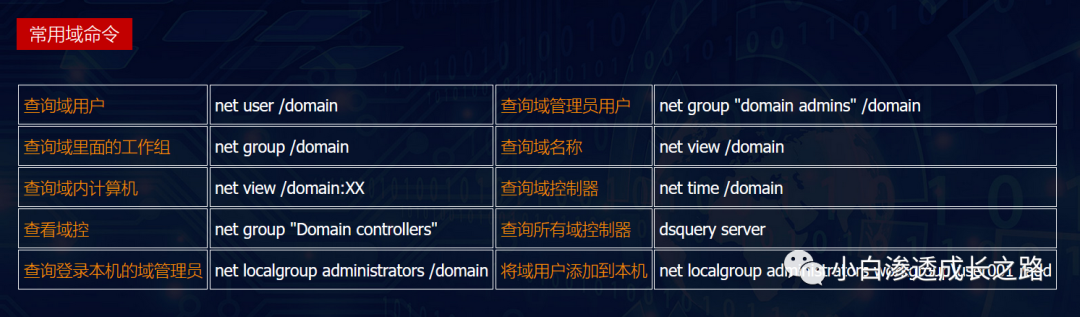 常用域命令
查询域用户 net user /domain 查询域管理员用户 net group "domain admins" /domain
查询域里面的工作组 net group /domain 查询域名称 net view /domain
查询域内计算机 net view /domain:XX 查询域控制器 net time /domain
查看域控 net group "Domain controllers" 查询所有域控制器 dsquery server
查询登录本机的域管理员 net localgroup administrators /domain 将域用户添加到本机 net localgroup administrators /add
小白渗透成长之路